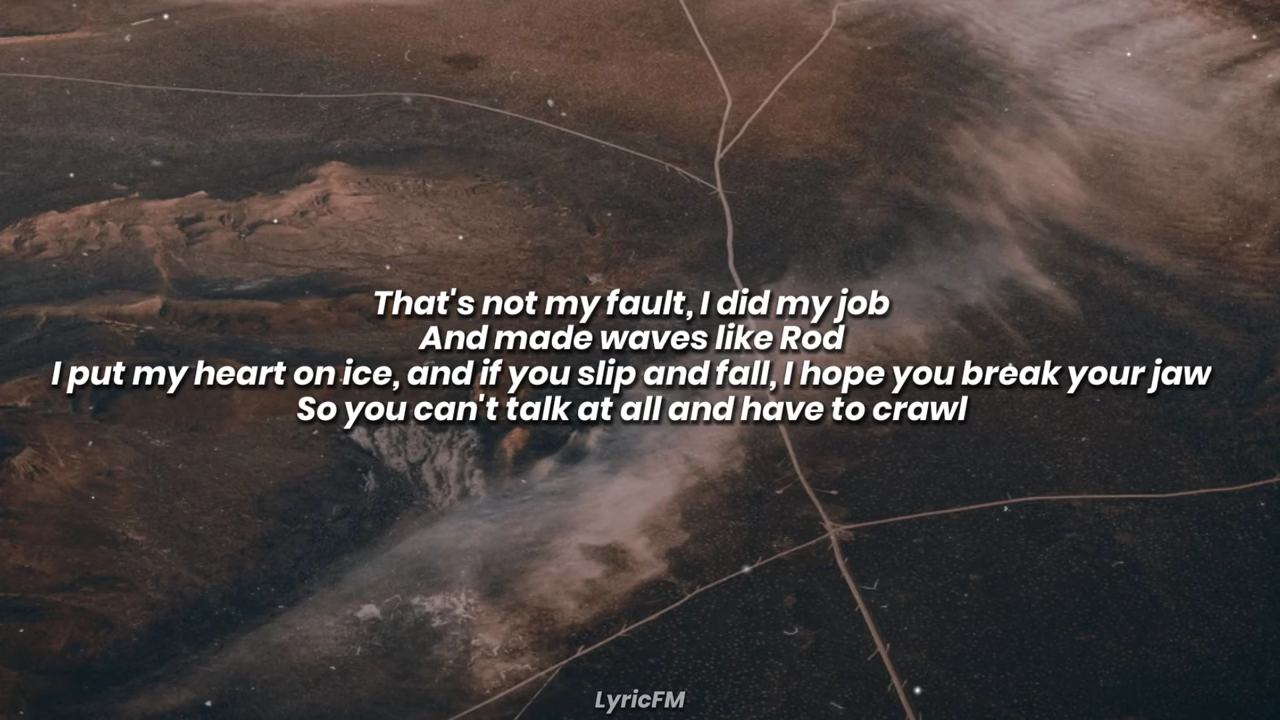 That's not my fault, I did my job
And made waves like Rod
I put my heart on ice, and if you slip and fall, I hope you break your jaw
So you can't talk at all and have to crawl
LyricFM